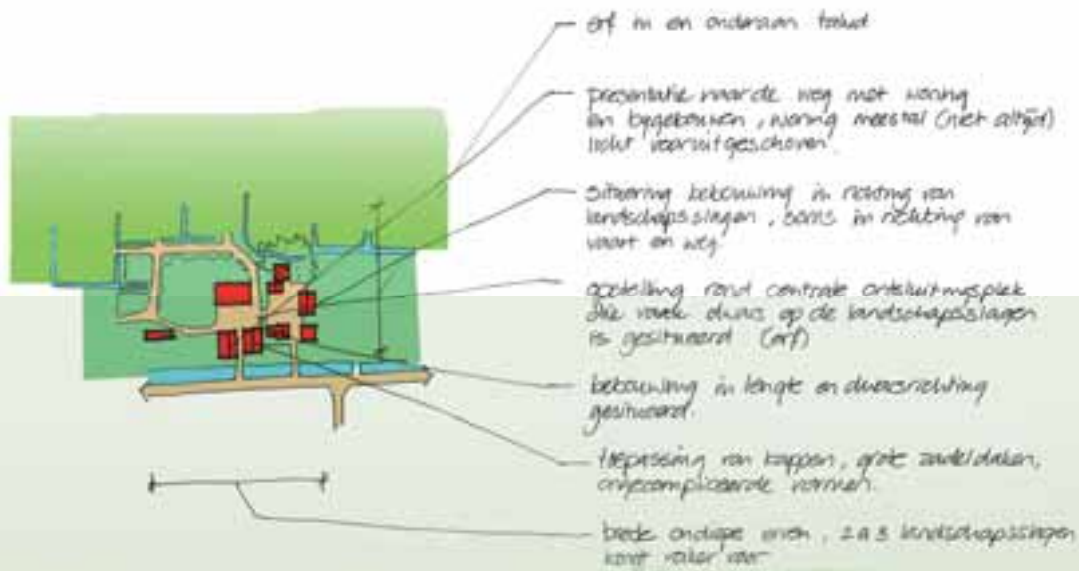 erf in en onderaan talud
presentatie naar de weg met woning
en bijgebouwen, woning meestal (niet altijd)
licht vooruitgeschoven.
situering bebouwing in richting van
landschapsslagen, soms in richting van
vaart en weg.
opstelling rond centrale ontsluitingsplek
die vaak dwars op de landschapsslagen
is gesitueerd (erf)
bebouwing in lengte en dwarsrichting
gesitueerd.
toepassing van kappen, grote zadeldaken,
ongecompliceerde vormen.
brede ondiepe erven, 2 a 3 landschapsslagen
komt vaker voor